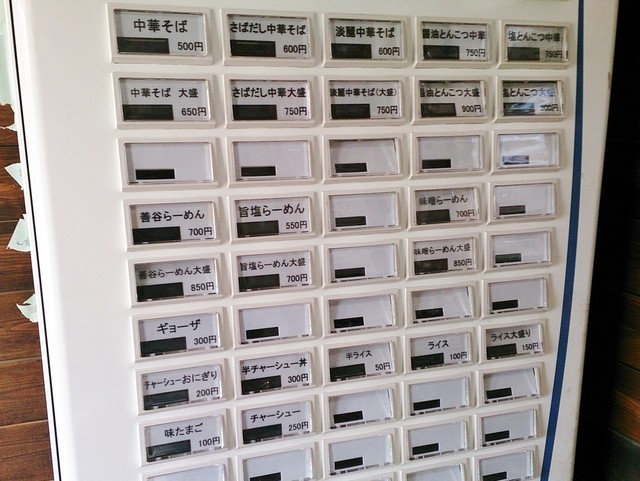 中華そば
500円
さばだし中華そば
600円
淡麗中華そば
600円
醤油とんこつ中華
750円
塩とんこつ中華
750円
中華そば 大盛
650円
さばだし中華大盛
750円
淡麗中華そば(大盛)
750円
醤油とんこつ大盛
900円
塩とんこつ大盛
善谷らーめん
700円
旨塩らーめん
550円
味噌らーめん
700円
善谷らーめん大盛
850円
旨塩らーめん大盛
700円
味噌らーめん大盛
850円
ギョーザ
300円
チャーシューおにぎり
200円
半チャーシュー丼
300円
半ライス
50円
ライス
100円
ライス大盛り
150円
味たまご
100円
チャーシュー
250円